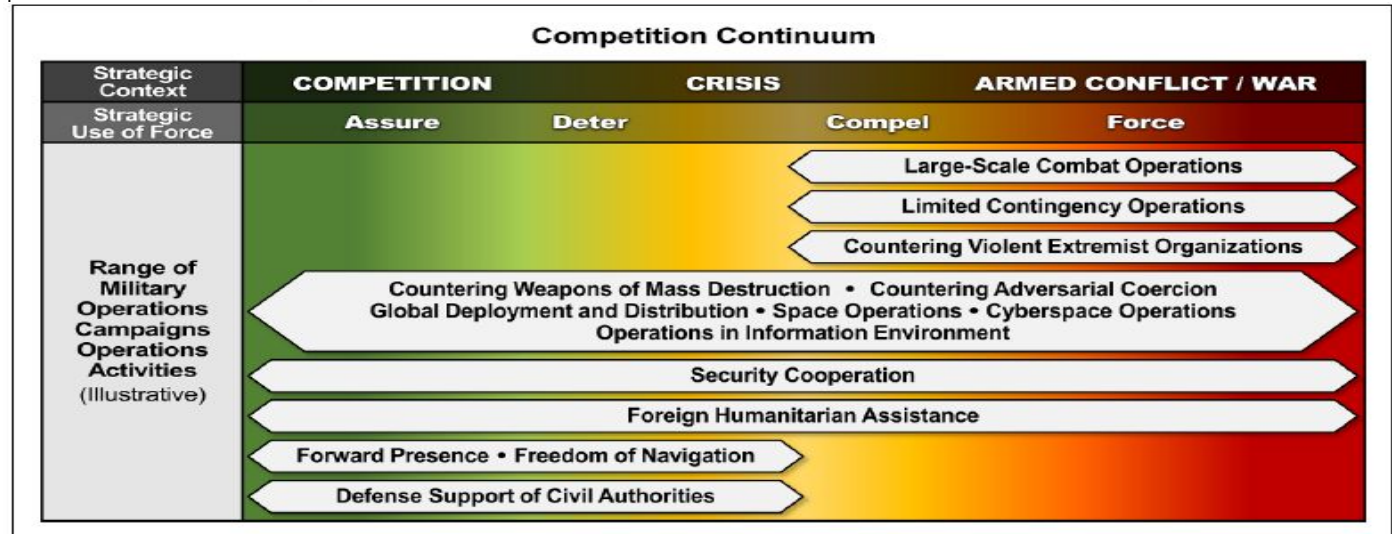 Competition Continuum
Strategic
Context
COMPETITION
CRISIS
ARMED CONFLICT / WAR
Strategic
Use of Force
Assure
Deter
Compel
Force
Range of
Military
Operations
Campaigns
Operations
Activities
(Illustrative)
Large-Scale Combat Operations
Limited Contingency Operations
Countering Violent Extremist Organizations
Countering Weapons of Mass Destruction • Countering Adversarial Coercion
Global Deployment and Distribution • Space Operations • Cyberspace Operations
Operations in Information Environment
Security Cooperation
Foreign Humanitarian Assistance
Forward Presence • Freedom of Navigation
Defense Support of Civil Authorities